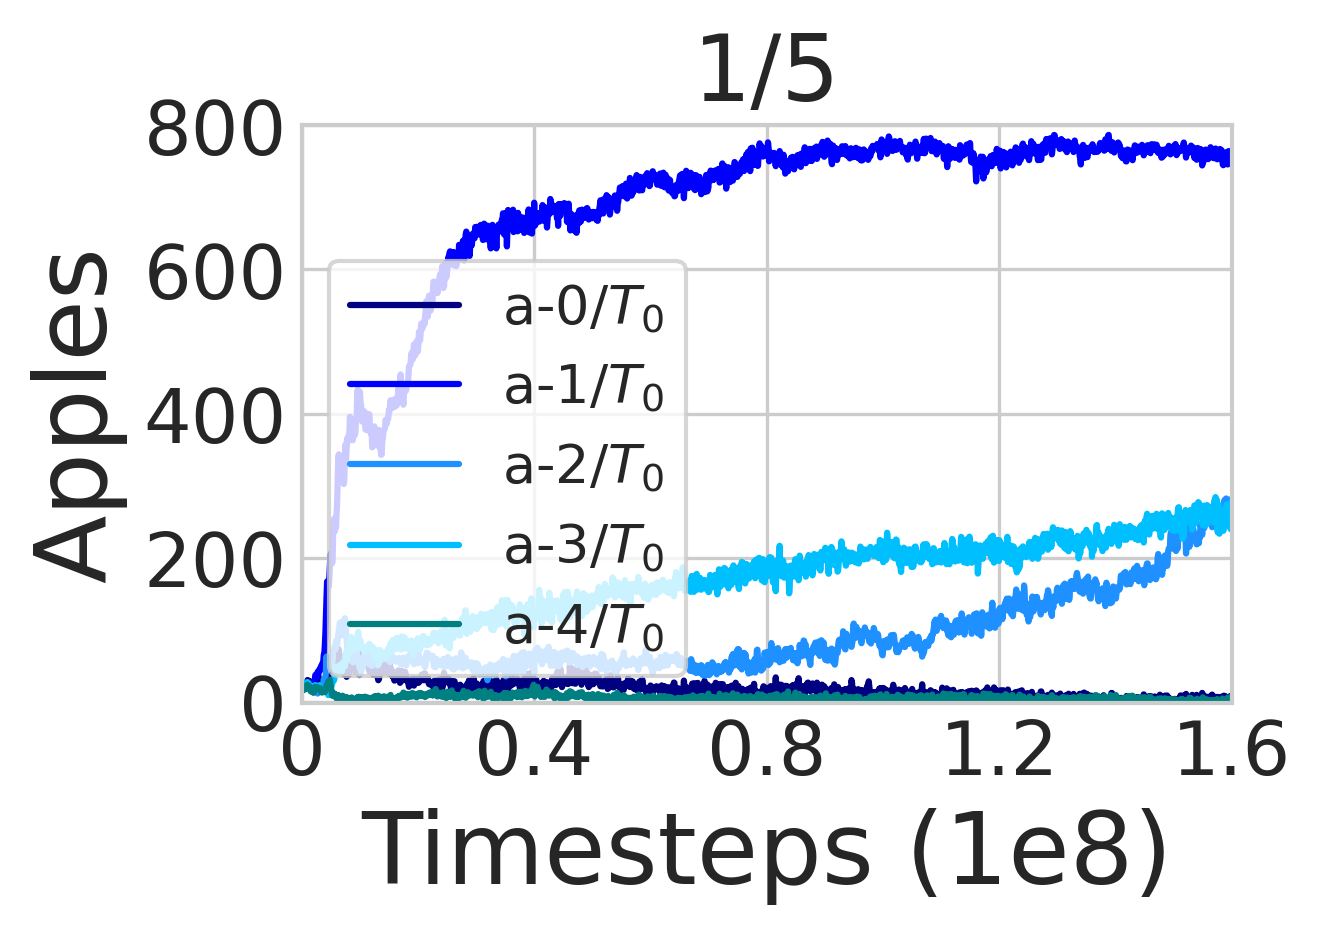 1/5
800
600
400
200
0
Apples
a-0/T₀
a-1/T₀
a-2/T₀
a-3/T₀
a-4/T₀
0 0.4 0.8 1.2 1.6
Timesteps (1e8)